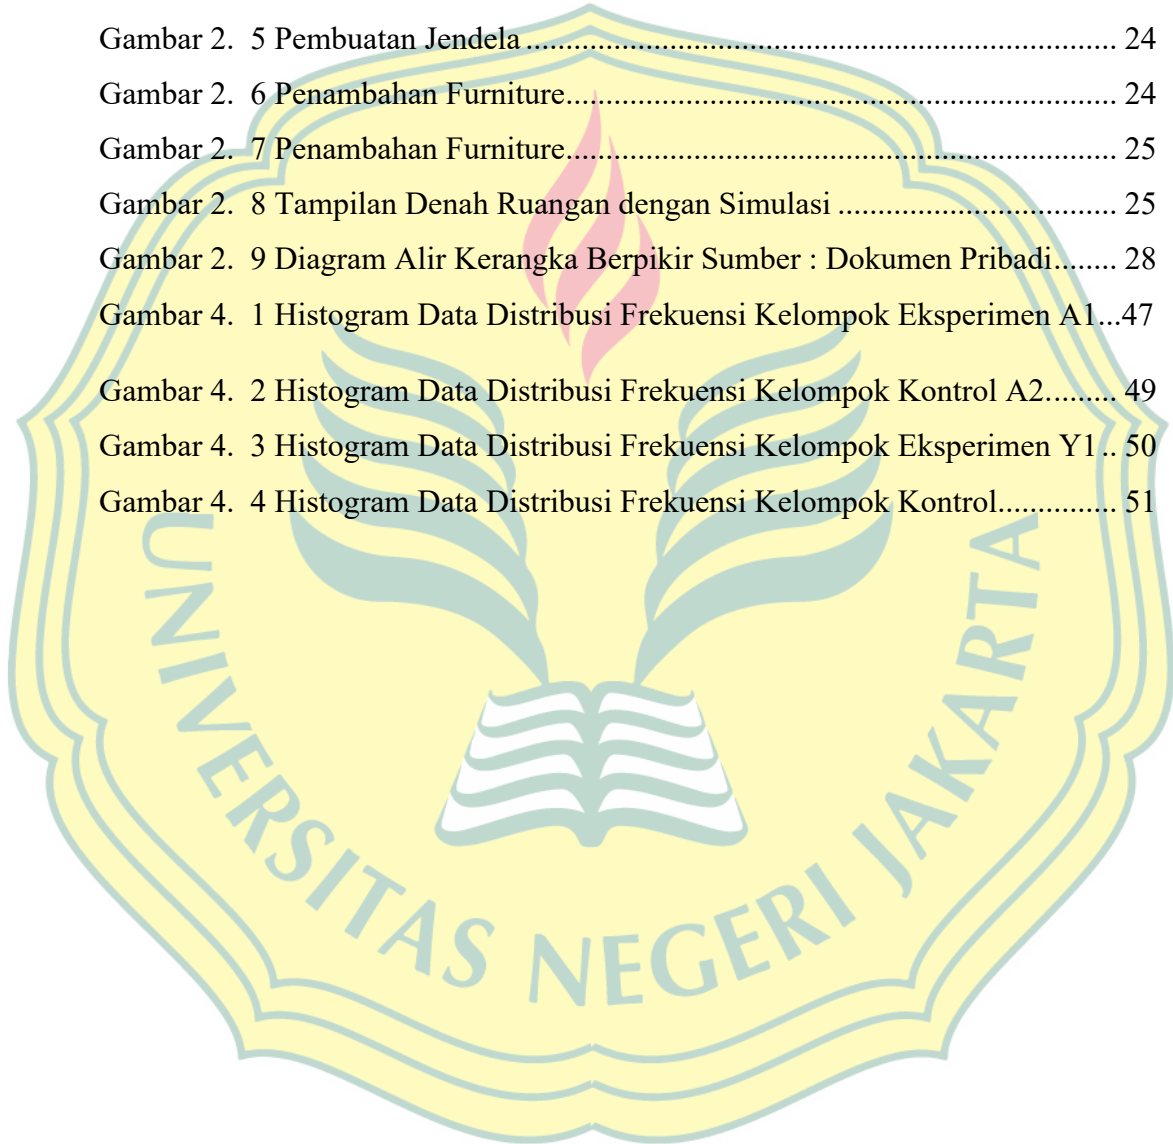 Gambar 2.  5 Pembuatan Jendela .......................................................................... 24
Gambar 2.  6 Penambahan Furniture..................................................................... 24
Gambar 2.  7 Penambahan Furniture..................................................................... 25
Gambar 2.  8 Tampilan Denah Ruangan dengan Simulasi ................................... 25
Gambar 2.  9 Diagram Alir Kerangka Berpikir Sumber : Dokumen Pribadi........ 28
Gambar 4.  1 Histogram Data Distribusi Frekuensi Kelompok Eksperimen A1...47
Gambar 4.  2 Histogram Data Distribusi Frekuensi Kelompok Kontrol A2......... 49
Gambar 4.  3 Histogram Data Distribusi Frekuensi Kelompok Eksperimen Y1.. 50
Gambar 4.  4 Histogram Data Distribusi Frekuensi Kelompok Kontrol............... 51
UNIVERSITAS NEGERI JAKARTA